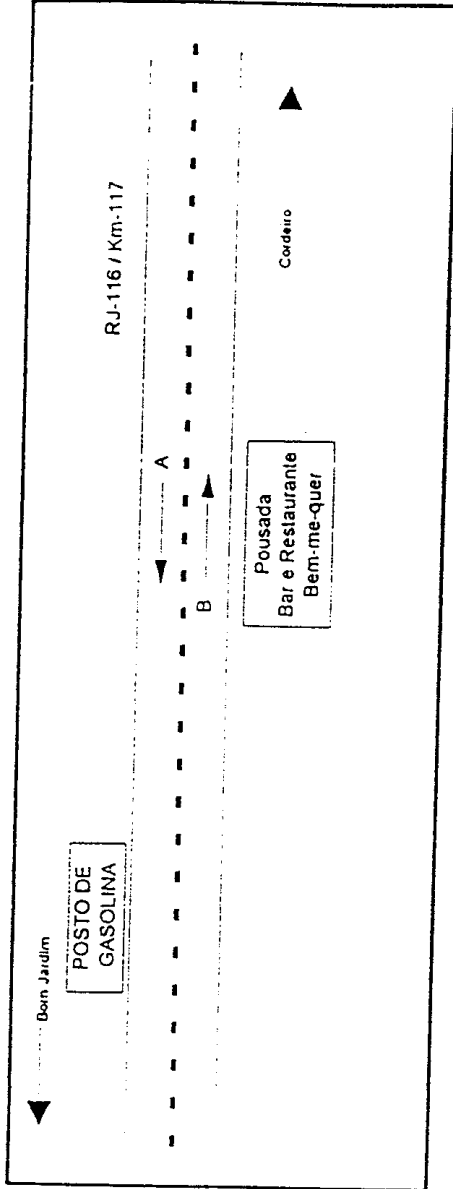 Bom Jardim
POSTO DE
GASOLINA
RJ-116 / Km-117
A
B
Pousada
Bar e Restaurante
Bem-me-quer
Cordeiro